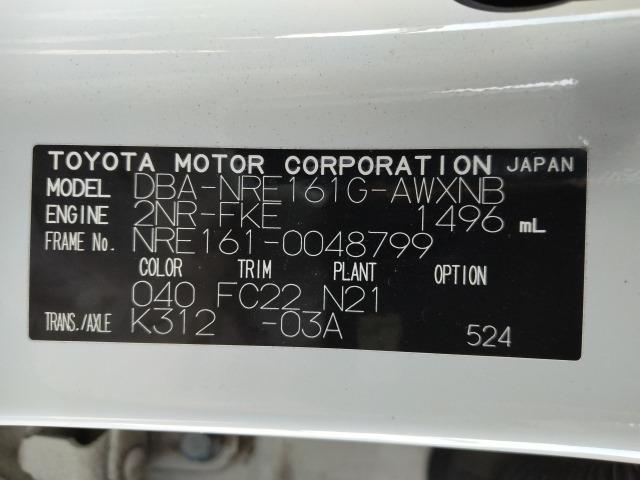 TOYOTA MOTOR CORPORATION JAPAN
MODEL DBA-NRE161G-AWXNB
ENGINE 2NR-FKE 1496 mL
FRAME No. NRE161-0048799
COLOR TRIM PLANT OPTION
040 FC22 N21
TRANS./AXLE K312 -03A 524